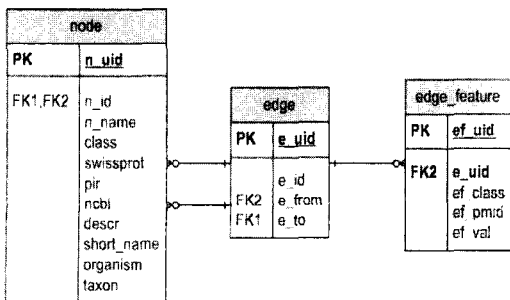 node
PK n_uid
FK1,FK2 n_id
n_name
class
swissprot
pir
ncbi
descr
short_name
organism
taxon
edge
PK e_uid
e_id
FK2 e_from
FK1 e_to
edge_feature
PK ef_uid
FK2 e_uid
ef_class
ef_pmid
ef_val